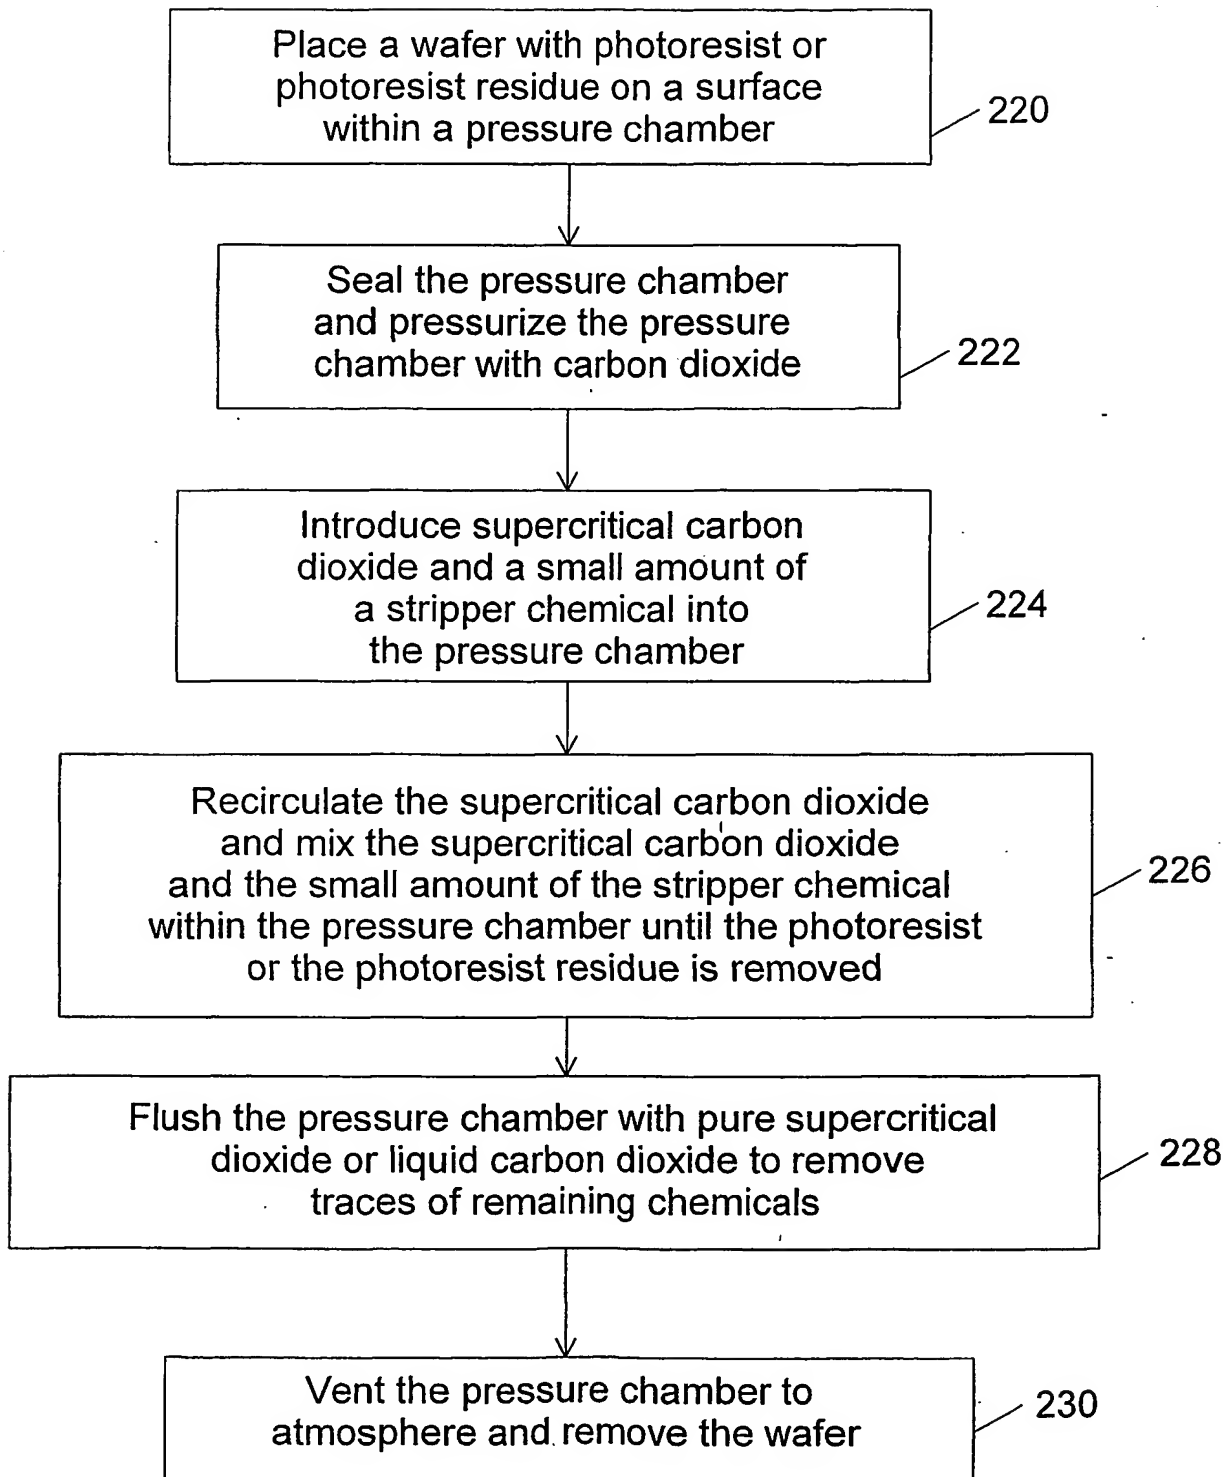 Place a wafer with photoresist or
photoresist residue on a surface
within a pressure chamber
220
Seal the pressure chamber
and pressurize the pressure
chamber with carbon dioxide
222
Introduce supercritical carbon
dioxide and a small amount of
a stripper chemical into
the pressure chamber
224
Recirculate the supercritical carbon dioxide
and mix the supercritical carbon dioxide
and the small amount of the stripper chemical
within the pressure chamber until the photoresist
or the photoresist residue is removed
226
Flush the pressure chamber with pure supercritical
dioxide or liquid carbon dioxide to remove
traces of remaining chemicals
228
Vent the pressure chamber to
atmosphere and remove the wafer
230